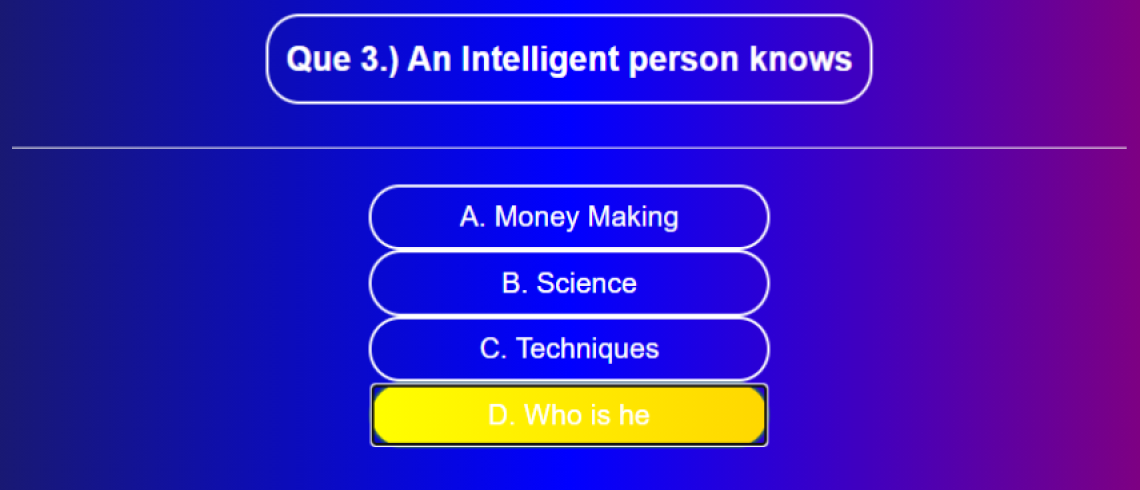 Que 3.) An Intelligent person knows
A. Money Making
B. Science
C. Techniques
D. Who is he